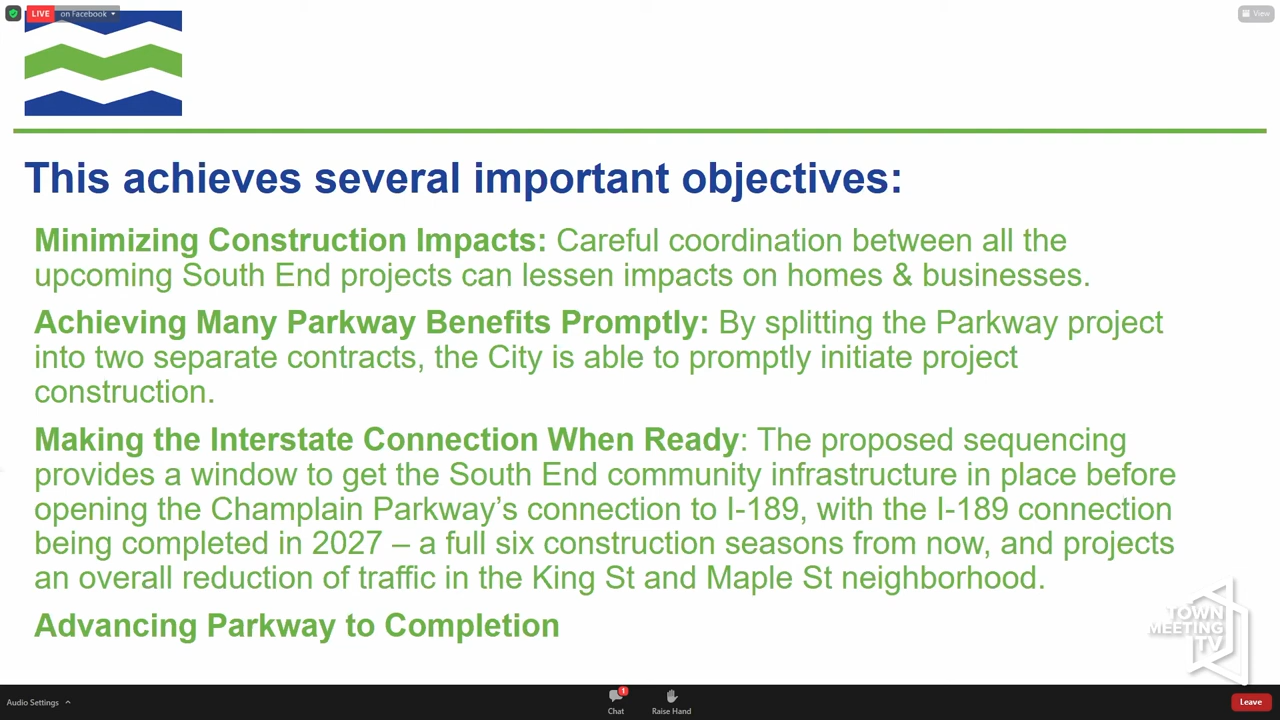 LIVE on Facebook
View
This achieves several important objectives:
Minimizing Construction Impacts: Careful coordination between all the
upcoming South End projects can lessen impacts on homes & businesses.
Achieving Many Parkway Benefits Promptly: By splitting the Parkway project
into two separate contracts, the City is able to promptly initiate project
construction.
Making the Interstate Connection When Ready: The proposed sequencing
provides a window to get the South End community infrastructure in place before
opening the Champlain Parkway’s connection to I-189, with the I-189 connection
being completed in 2027 – a full six construction seasons from now, and projects
an overall reduction of traffic in the King St and Maple St neighborhood.
Advancing Parkway to Completion
TOWN
MEETING
TV
Audio Settings
1
Chat
Raise Hand
Leave